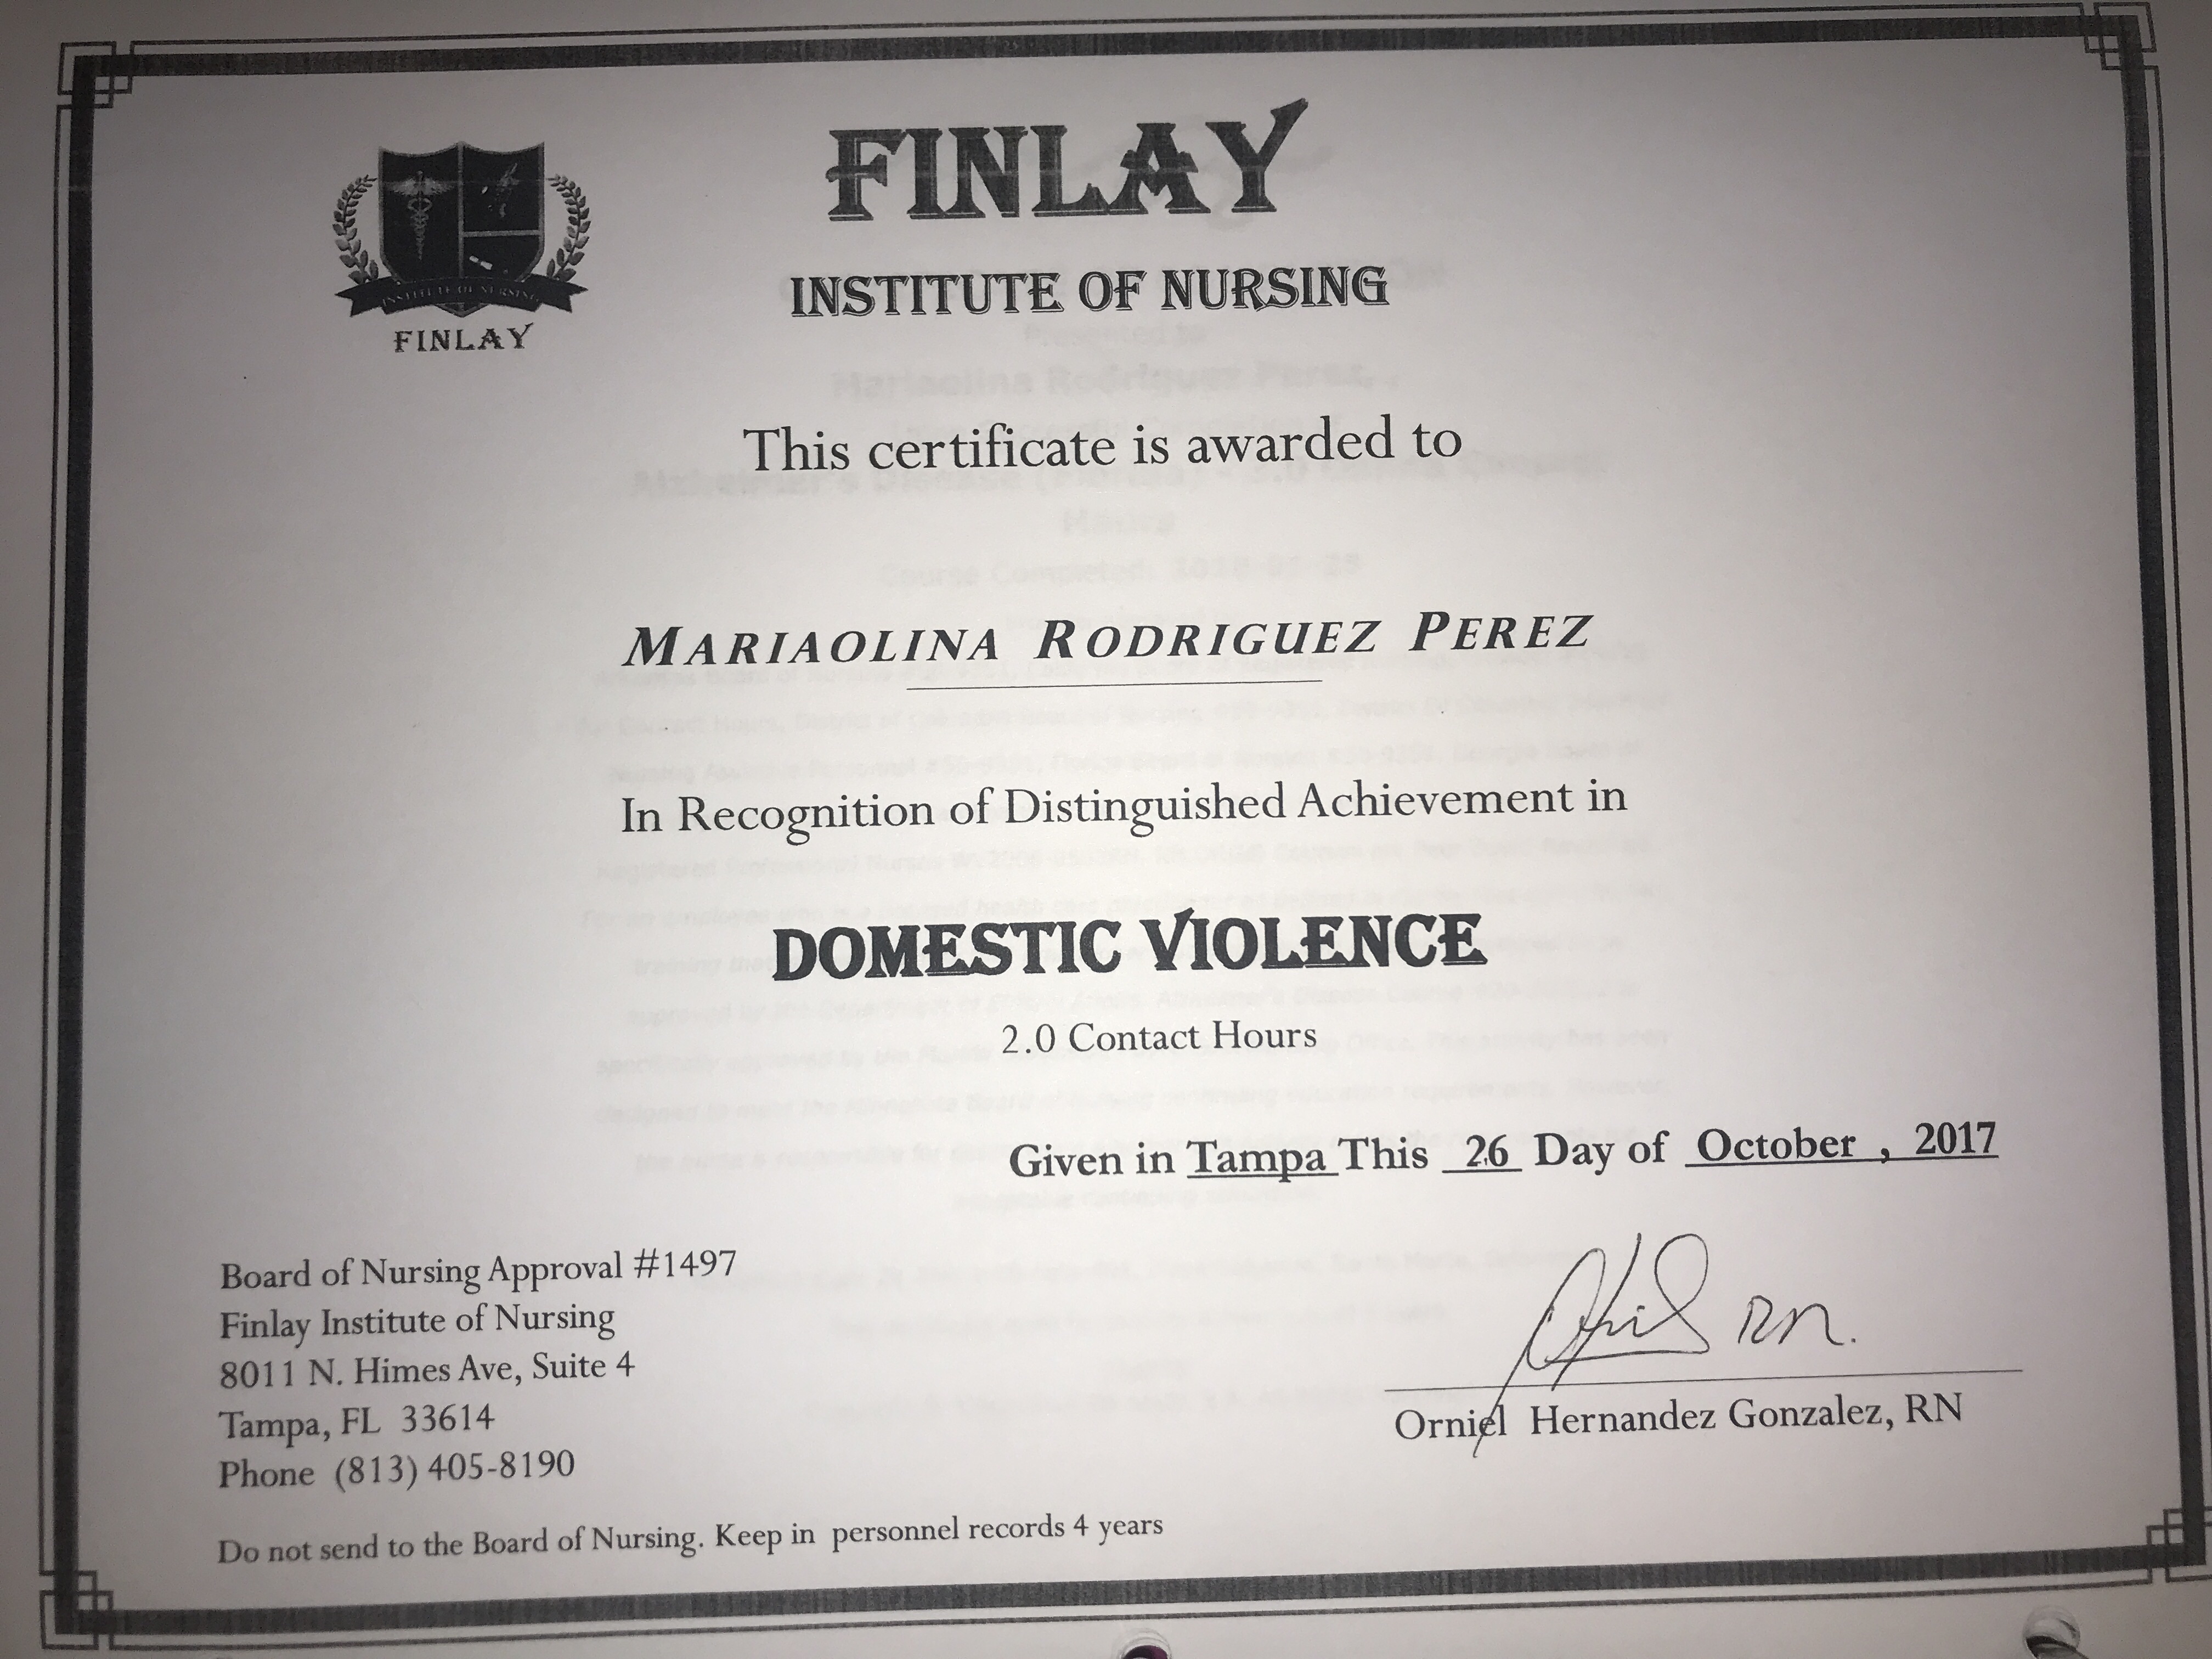 FINLAY
INSTITUTE OF NURSING
INSTITUTE OF NURSING
FINLAY
This certificate is awarded to
MARIAOLINA RODRIGUEZ PEREZ
In Recognition of Distinguished Achievement in
DOMESTIC VIOLENCE
2.0 Contact Hours
Given in Tampa This 26 Day of October , 2017
Board of Nursing Approval #1497
Finlay Institute of Nursing
8011 N. Himes Ave, Suite 4
Tampa, FL 33614
Phone (813) 405-8190
RN.
Orniel Hernandez Gonzalez, RN
Do not send to the Board of Nursing. Keep in personnel records 4 years